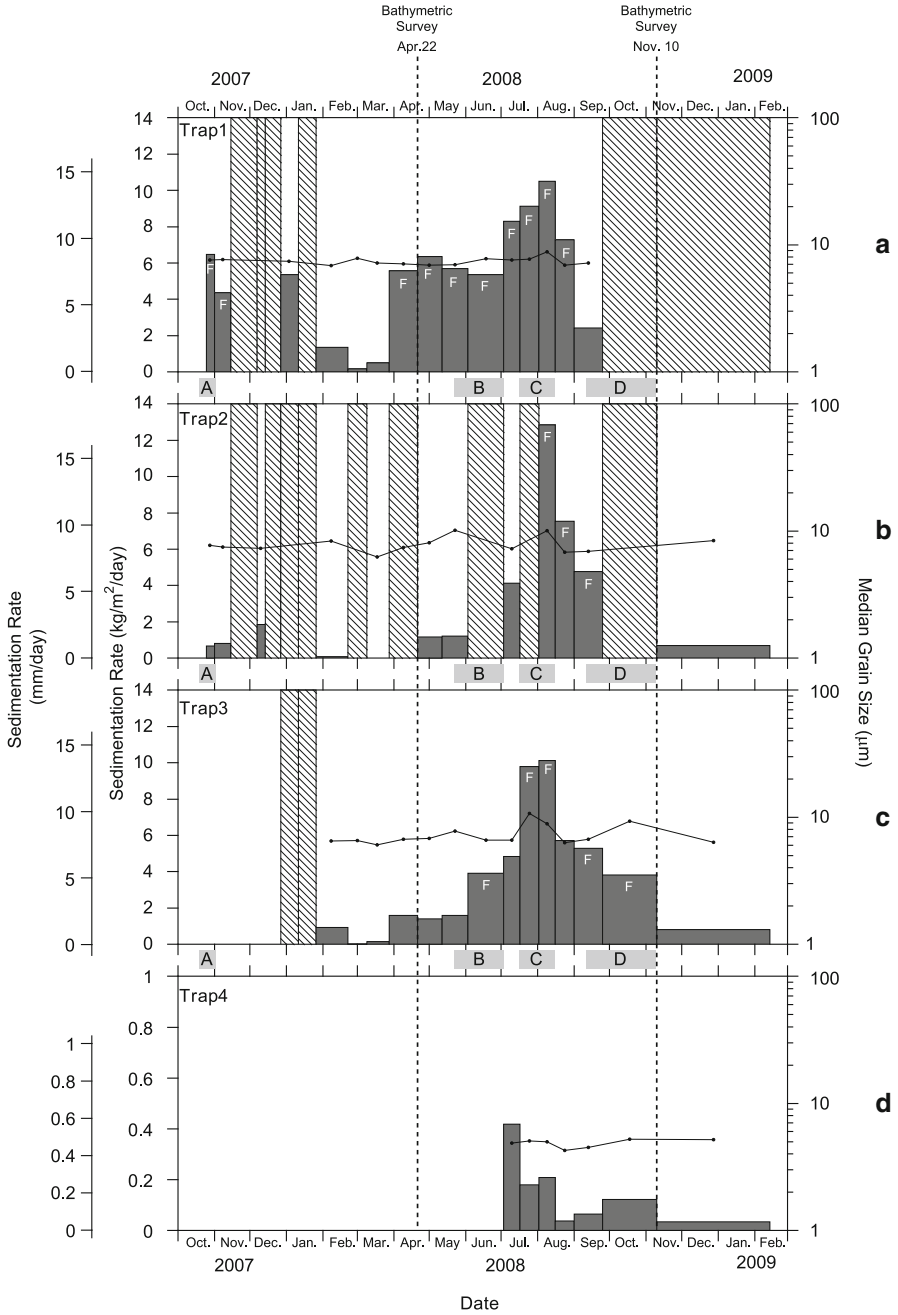 Bathymetric
Survey
Apr.22
Bathymetric
Survey
Nov. 10
2007
2008
2009
Oct. Nov. Dec. Jan. Feb. Mar. Apr. May Jun. Jul. Aug. Sep. Oct. Nov. Dec. Jan. Feb.
Trap1
14
12
10
8
6
4
2
0
15
10
5
0
100
10
1
F F F F F F F F F F
a
A B C D
Trap2
14
12
10
8
6
4
2
0
15
10
5
0
100
10
1
F F F
b
A B C D
Trap3
14
12
10
8
6
4
2
0
15
10
5
0
100
10
1
F F F F F
c
A B C D
Trap4
1
0.8
0.6
0.4
0.2
0
1
0.8
0.6
0.4
0.2
0
100
10
1
d
Sedimentation Rate
(mm/day)
Sedimentation Rate (kg/m²/day)
Median Grain Size (μm)
Oct. Nov. Dec. Jan. Feb. Mar. Apr. May Jun. Jul. Aug. Sep. Oct. Nov. Dec. Jan. Feb.
2007
2008
2009
Date